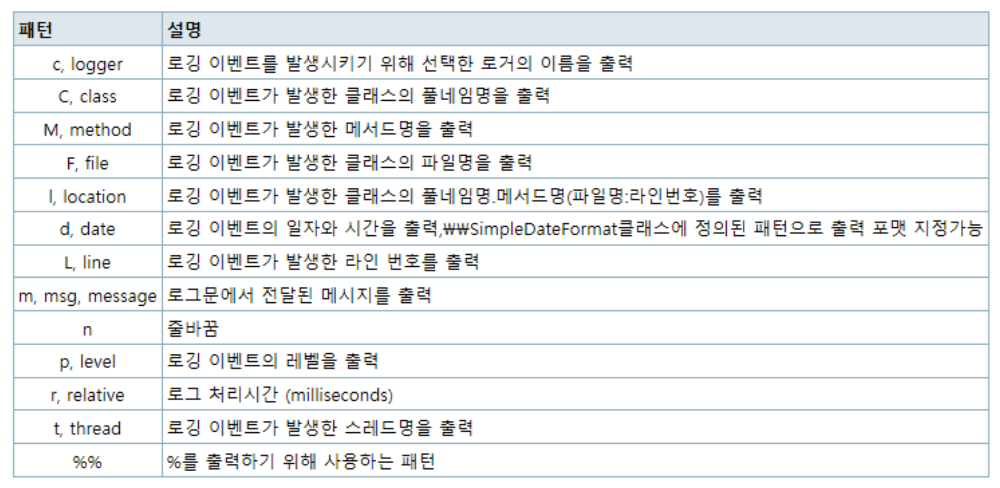 패턴 설명
c, logger 로깅 이벤트를 발생시키기 위해 선택한 로거의 이름을 출력
C, class 로깅 이벤트가 발생한 클래스의 풀네임명을 출력
M, method 로깅 이벤트가 발생한 메서드명을 출력
F, file 로깅 이벤트가 발생한 클래스의 파일명을 출력
l, location 로깅 이벤트가 발생한 클래스의 풀네임명.메서드명(파일명:라인번호)를 출력
d, date 로깅 이벤트의 일자와 시간을 출력,₩₩SimpleDateFormat클래스에 정의된 패턴으로 출력 포맷 지정가능
L, line 로깅 이벤트가 발생한 라인 번호를 출력
m, msg, message 로그문에서 전달된 메시지를 출력
n 줄바꿈
p, level 로깅 이벤트의 레벨을 출력
r, relative 로그 처리시간 (milliseconds)
t, thread 로깅 이벤트가 발생한 스레드명을 출력
%% %를 출력하기 위해 사용하는 패턴